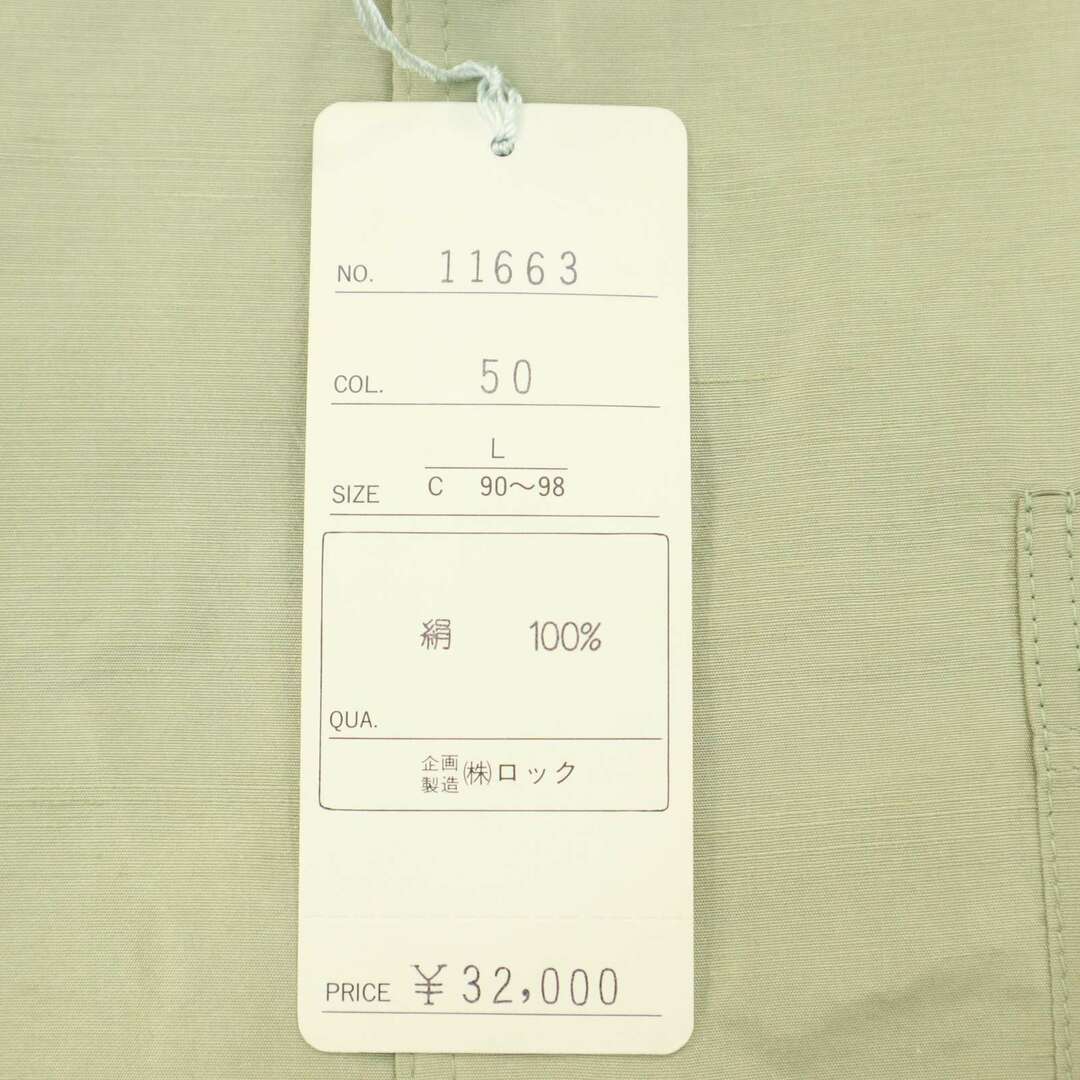 NO. 11663
COL. 50
L
SIZE C 90〜98
絹 100%
QUA.
企画
製造 ㈱ロック
PRICE ¥32,000